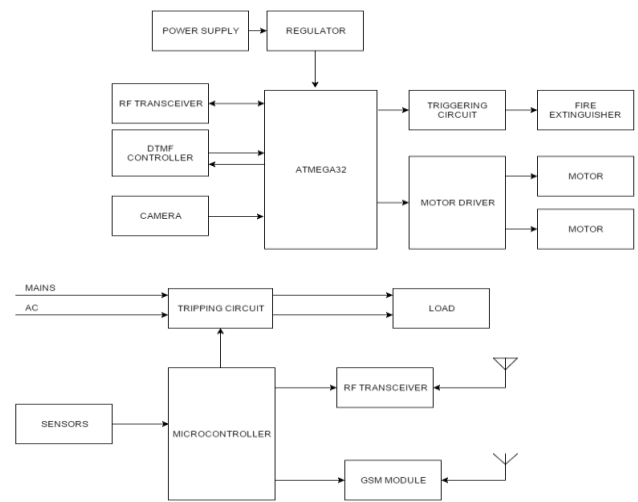 POWER SUPPLY
REGULATOR
RF TRANSCEIVER
TRIGGERING
CIRCUIT
FIRE
EXTINGUISHER
DTMF
CONTROLLER
ATMEGA32
CAMERA
MOTOR DRIVER
MOTOR
MOTOR
MAINS
AC
TRIPPING CIRCUIT
LOAD
SENSORS
MICROCONTROLLER
RF TRANSCEIVER
GSM MODULE